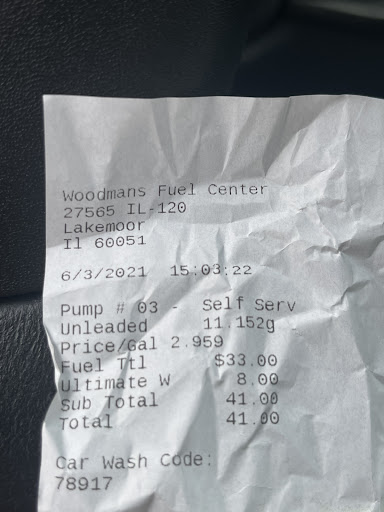 Woodmans Fuel Center
27565 IL-120
Lakemoor
Il 60051
6/3/2021 15:03:22
Pump # 03 - Self Serv
Unleaded 11.152g
Price/Gal 2.959
Fuel Ttl $33.00
Ultimate W 8.00
Sub Total 41.00
Total 41.00
Car Wash Code:
78917